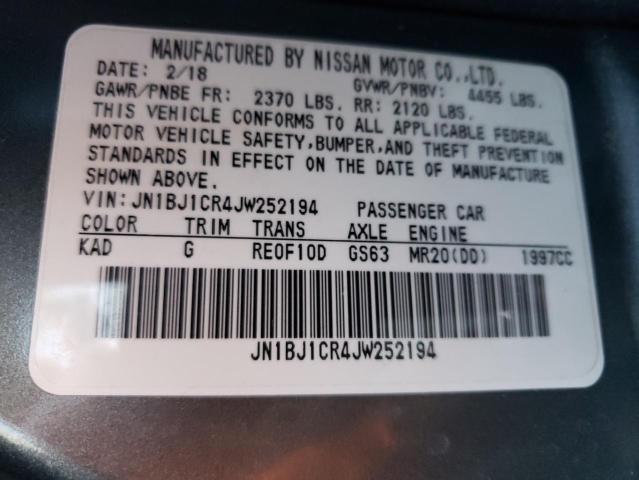 MANUFACTURED BY NISSAN MOTOR CO.,LTD.
DATE: 2/18 GVWR/PNBV: 4455 LBS.
GAWR/PNBE FR: 2370 LBS. RR: 2120 LBS.
THIS VEHICLE CONFORMS TO ALL APPLICABLE FEDERAL
MOTOR VEHICLE SAFETY,BUMPER,AND THEFT PREVENTION
STANDARDS IN EFFECT ON THE DATE OF MANUFACTURE
SHOWN ABOVE.
VIN:JN1BJ1CR4JW252194 PASSENGER CAR
COLOR TRIM TRANS AXLE ENGINE
KAD G RE0F10D GS63 MR20(DD) 1997CC
JN1BJ1CR4JW252194